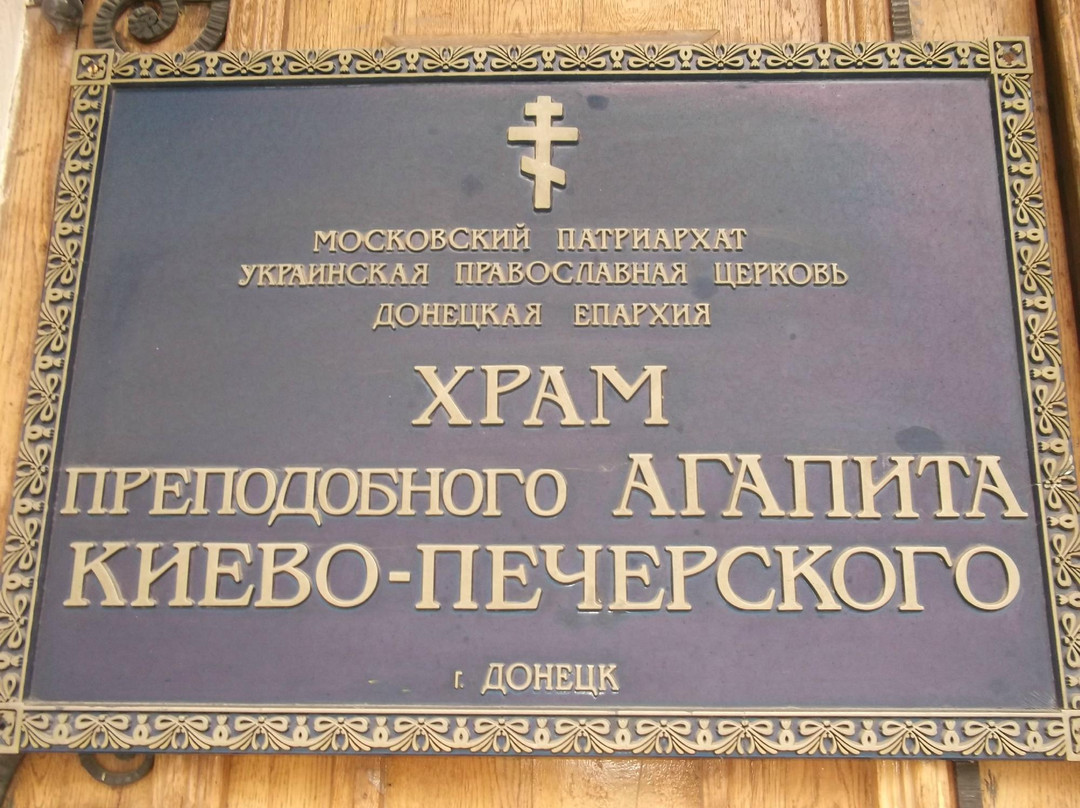 МОСКОВСКИЙ ПАТРИАРХАТ
УКРАИНСКАЯ ПРАВОСЛАВНАЯ ЦЕРКОВЬ
ДОНЕЦКАЯ ЕПАРХИЯ
ХРАМ
ПРЕПОДОБНОГО АГАПИТА
КИЕВО-ПЕЧЕРСКОГО
г. ДОНЕЦК